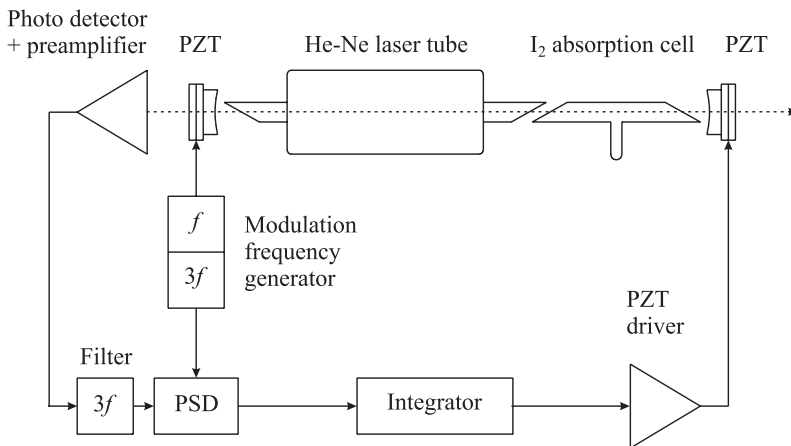 Photo detector
+ preamplifier
PZT
He-Ne laser tube
I₂ absorption cell
PZT
f
3f
Modulation
frequency
generator
PZT
driver
Filter
3f
PSD
Integrator